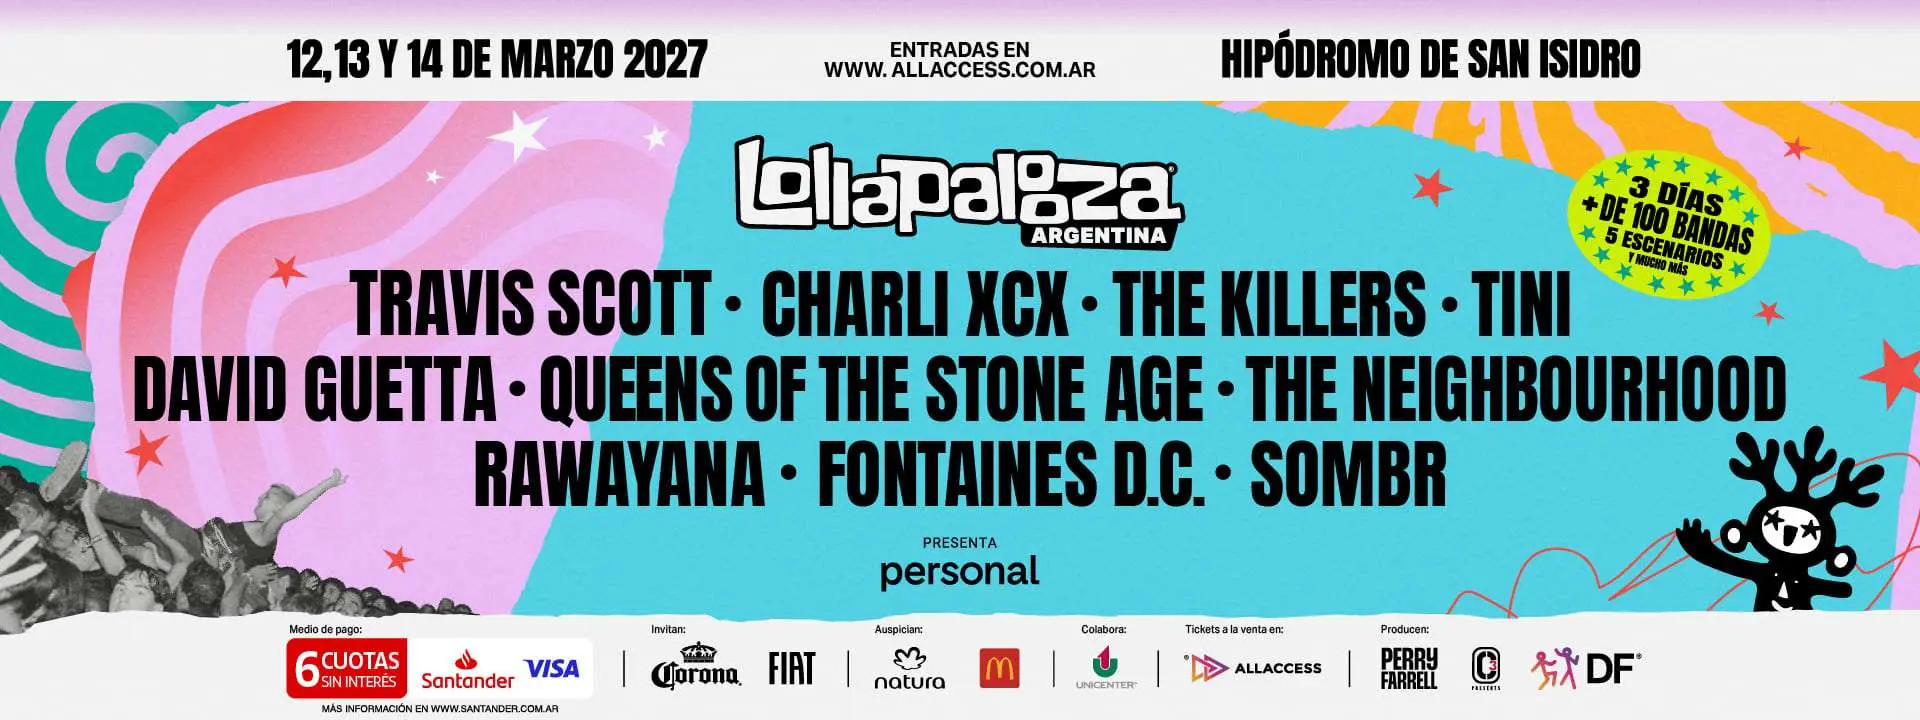 12, 13 Y 14 DE MARZO 2027
ENTRADAS EN
WWW. ALLACCESS.COM.AR
HIPÓDROMO DE SAN ISIDRO
Lollapalooza®
ARGENTINA
3 DÍAS
+ DE 100 BANDAS
5 ESCENARIOS
Y MUCHO MÁS
TRAVIS SCOTT · CHARLI XCX · THE KILLERS · TINI
DAVID GUETTA · QUEENS OF THE STONE AGE · THE NEIGHBOURHOOD
RAWAYANA · FONTAINES D.C. · SOMBR
PRESENTA
personal
Medio de pago:
6 CUOTAS
SIN INTERÉS
Santander
VISA
MÁS INFORMACIÓN EN WWW.SANTANDER.COM.AR
Invitan:
Corona
FIAT
Auspician:
natura
M
Colabora:
UNICENTER
Tickets a la venta en:
ALLACCESS
Producen:
PERRY
FARRELL
C3
PRESENTS
DF®